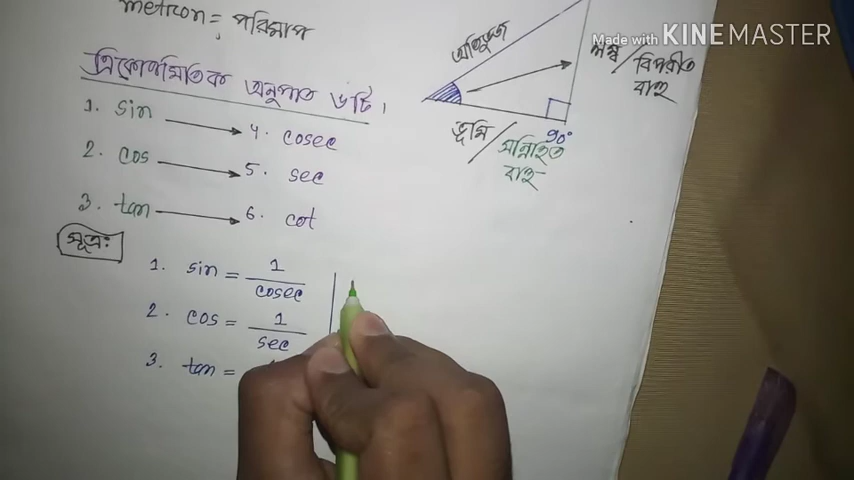 metron = পরিমাপ
ত্রিকোণমিতিক অনুপাত ৬টি।
1. sin → 4. cosec
2. cos → 5. sec
3. tan → 6. cot
সূত্রঃ
1. sin = 1/cosec
2. cos = 1/sec
3. tan =
অতিভুজ
লম্ব/বিপরীত
বাহু
90°
ভূমি/সন্নিহিত
বাহু
Made with KINEMASTER